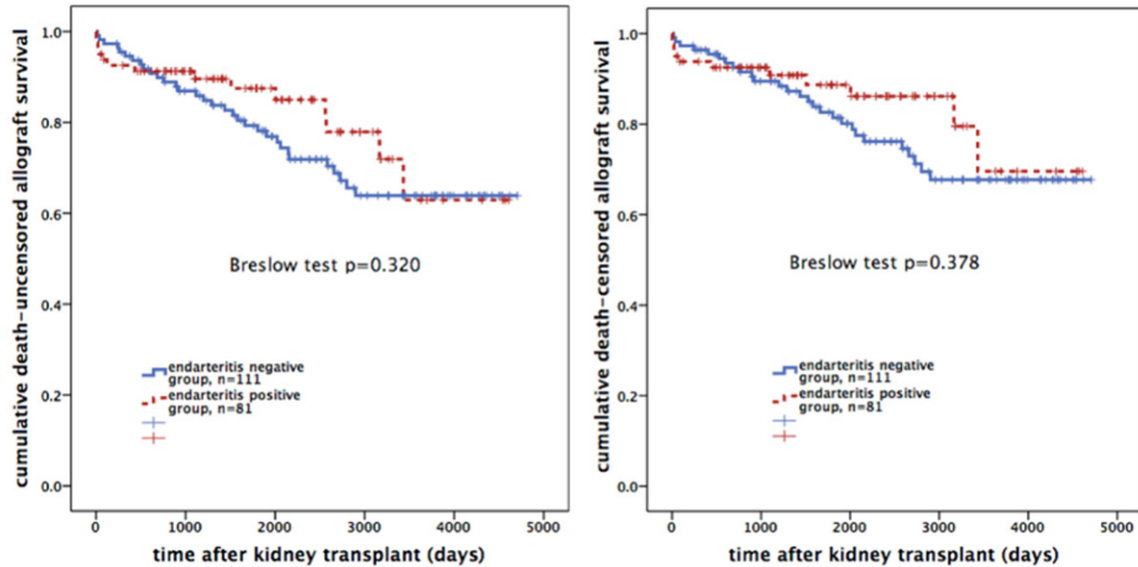 cumulative death-uncensored allograft survival
1.0
0.8
0.6
0.4
0.2
0.0
Breslow test p=0.320
endarteritis negative
group, n=111
endarteritis positive
group, n=81
0 1000 2000 3000 4000 5000
time after kidney transplant (days)
cumulative death-censored allograft survival
1.0
0.8
0.6
0.4
0.2
0.0
Breslow test p=0.378
endarteritis negative
group, n=111
endarteritis positive
group, n=81
0 1000 2000 3000 4000 5000
time after kidney transplant (days)